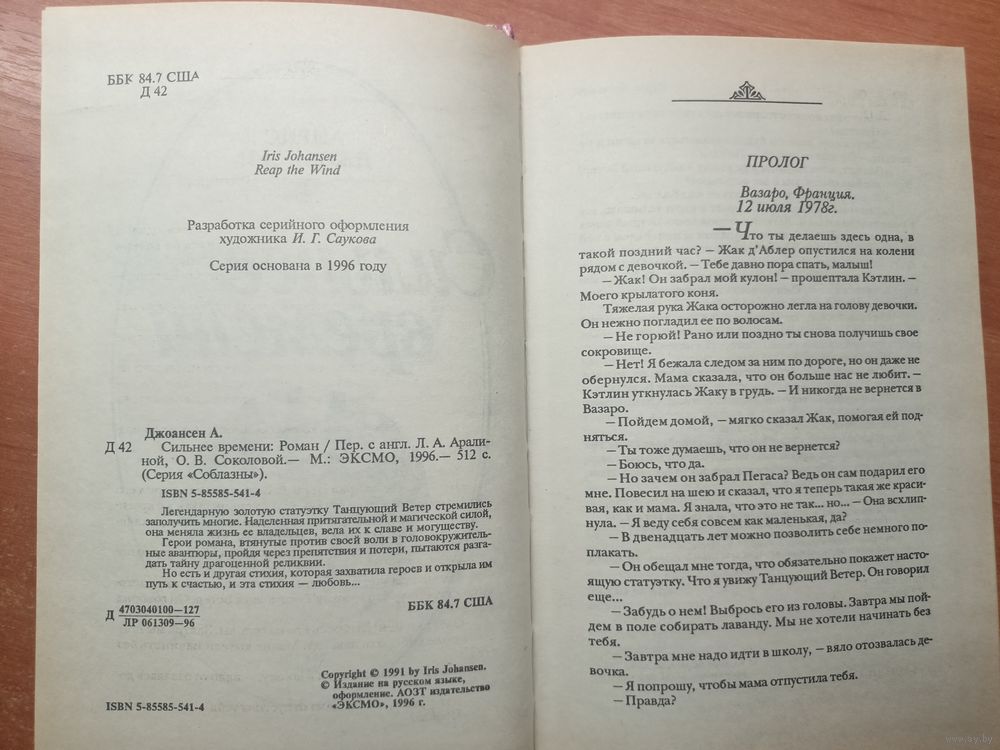 ББК 84.7 США
Д 42
Iris Johansen
Reap the Wind
Разработка серийного оформления
художника И. Г. Саукова
Серия основана в 1996 году
Джоансен А.
Д 42 Сильнее времени: Роман / Пер. с англ. Л. А. Арали-
ной, О. В. Соколовой.— М.: ЭКСМО, 1996.— 512 с.
(Серия «Соблазны»).
ISBN 5-85585-541-4
Легендарную золотую статуэтку Танцующий Ветер стремились
заполучить многие. Наделенная притягательной и магической силой,
она меняла жизнь ее владельцев, вела их к славе и могуществу.
Герои романа, втянутые против своей воли в головокружитель-
ные авантюры, пройдя через препятствия и потери, пытаются разга-
дать тайну драгоценной реликвии.
Но есть и другая стихия, которая захватила героев и открыла им
путь к счастью, и эта стихия — любовь...
Д 4703040100—127
ЛР 061309—96
ББК 84.7 США
Copyright © 1991 by Iris Johansen.
© Издание на русском языке,
оформление. АОЗТ издательство
«ЭКСМО», 1996 г.
ISBN 5-85585-541-4
ПРОЛОГ
Вазаро, Франция.
12 июля 1978г.
—Что ты делаешь здесь одна, в
такой поздний час? — Жак д’Аблер опустился на колени
рядом с девочкой. — Тебе давно пора спать, малыш!
— Жак! Он забрал мой кулон! — прошептала Кэтлин. —
Моего крылатого коня.
Тяжелая рука Жака осторожно легла на голову девочки.
Он нежно погладил ее по волосам.
— Не горюй! Рано или поздно ты снова получишь свое
сокровище.
— Нет! Я бежала следом за ним по дороге, но он даже не
обернулся. Мама сказала, что он больше нас не любит. —
Кэтлин уткнулась Жаку в грудь. — И никогда не вернется в
Вазаро.
— Пойдем домой, — мягко сказал Жак, помогая ей под-
няться.
— Ты тоже думаешь, что он не вернется?
— Боюсь, что да.
— Но зачем он забрал Пегаса? Ведь он сам подарил его
мне. Повесил на шею и сказал, что я теперь такая же краси-
вая, как и мама. Я знала, что это не так... но... — Она всхлип-
нула. — Я веду себя совсем как маленькая, да?
— В двенадцать лет можно позволить себе немного по-
плакать.
— Он обещал мне тогда, что обязательно покажет насто-
ящую статуэтку. Что я увижу Танцующий Ветер. Он говорил
еще...
— Забудь о нем! Выбрось его из головы. Завтра мы пой-
дем в поле собирать лаванду. Мы не хотели начинать без
тебя.
— Завтра мне надо идти в школу, — вяло отозвалась де-
вочка.
— Я попрошу, чтобы мама отпустила тебя.
— Правда?
www.ay.by